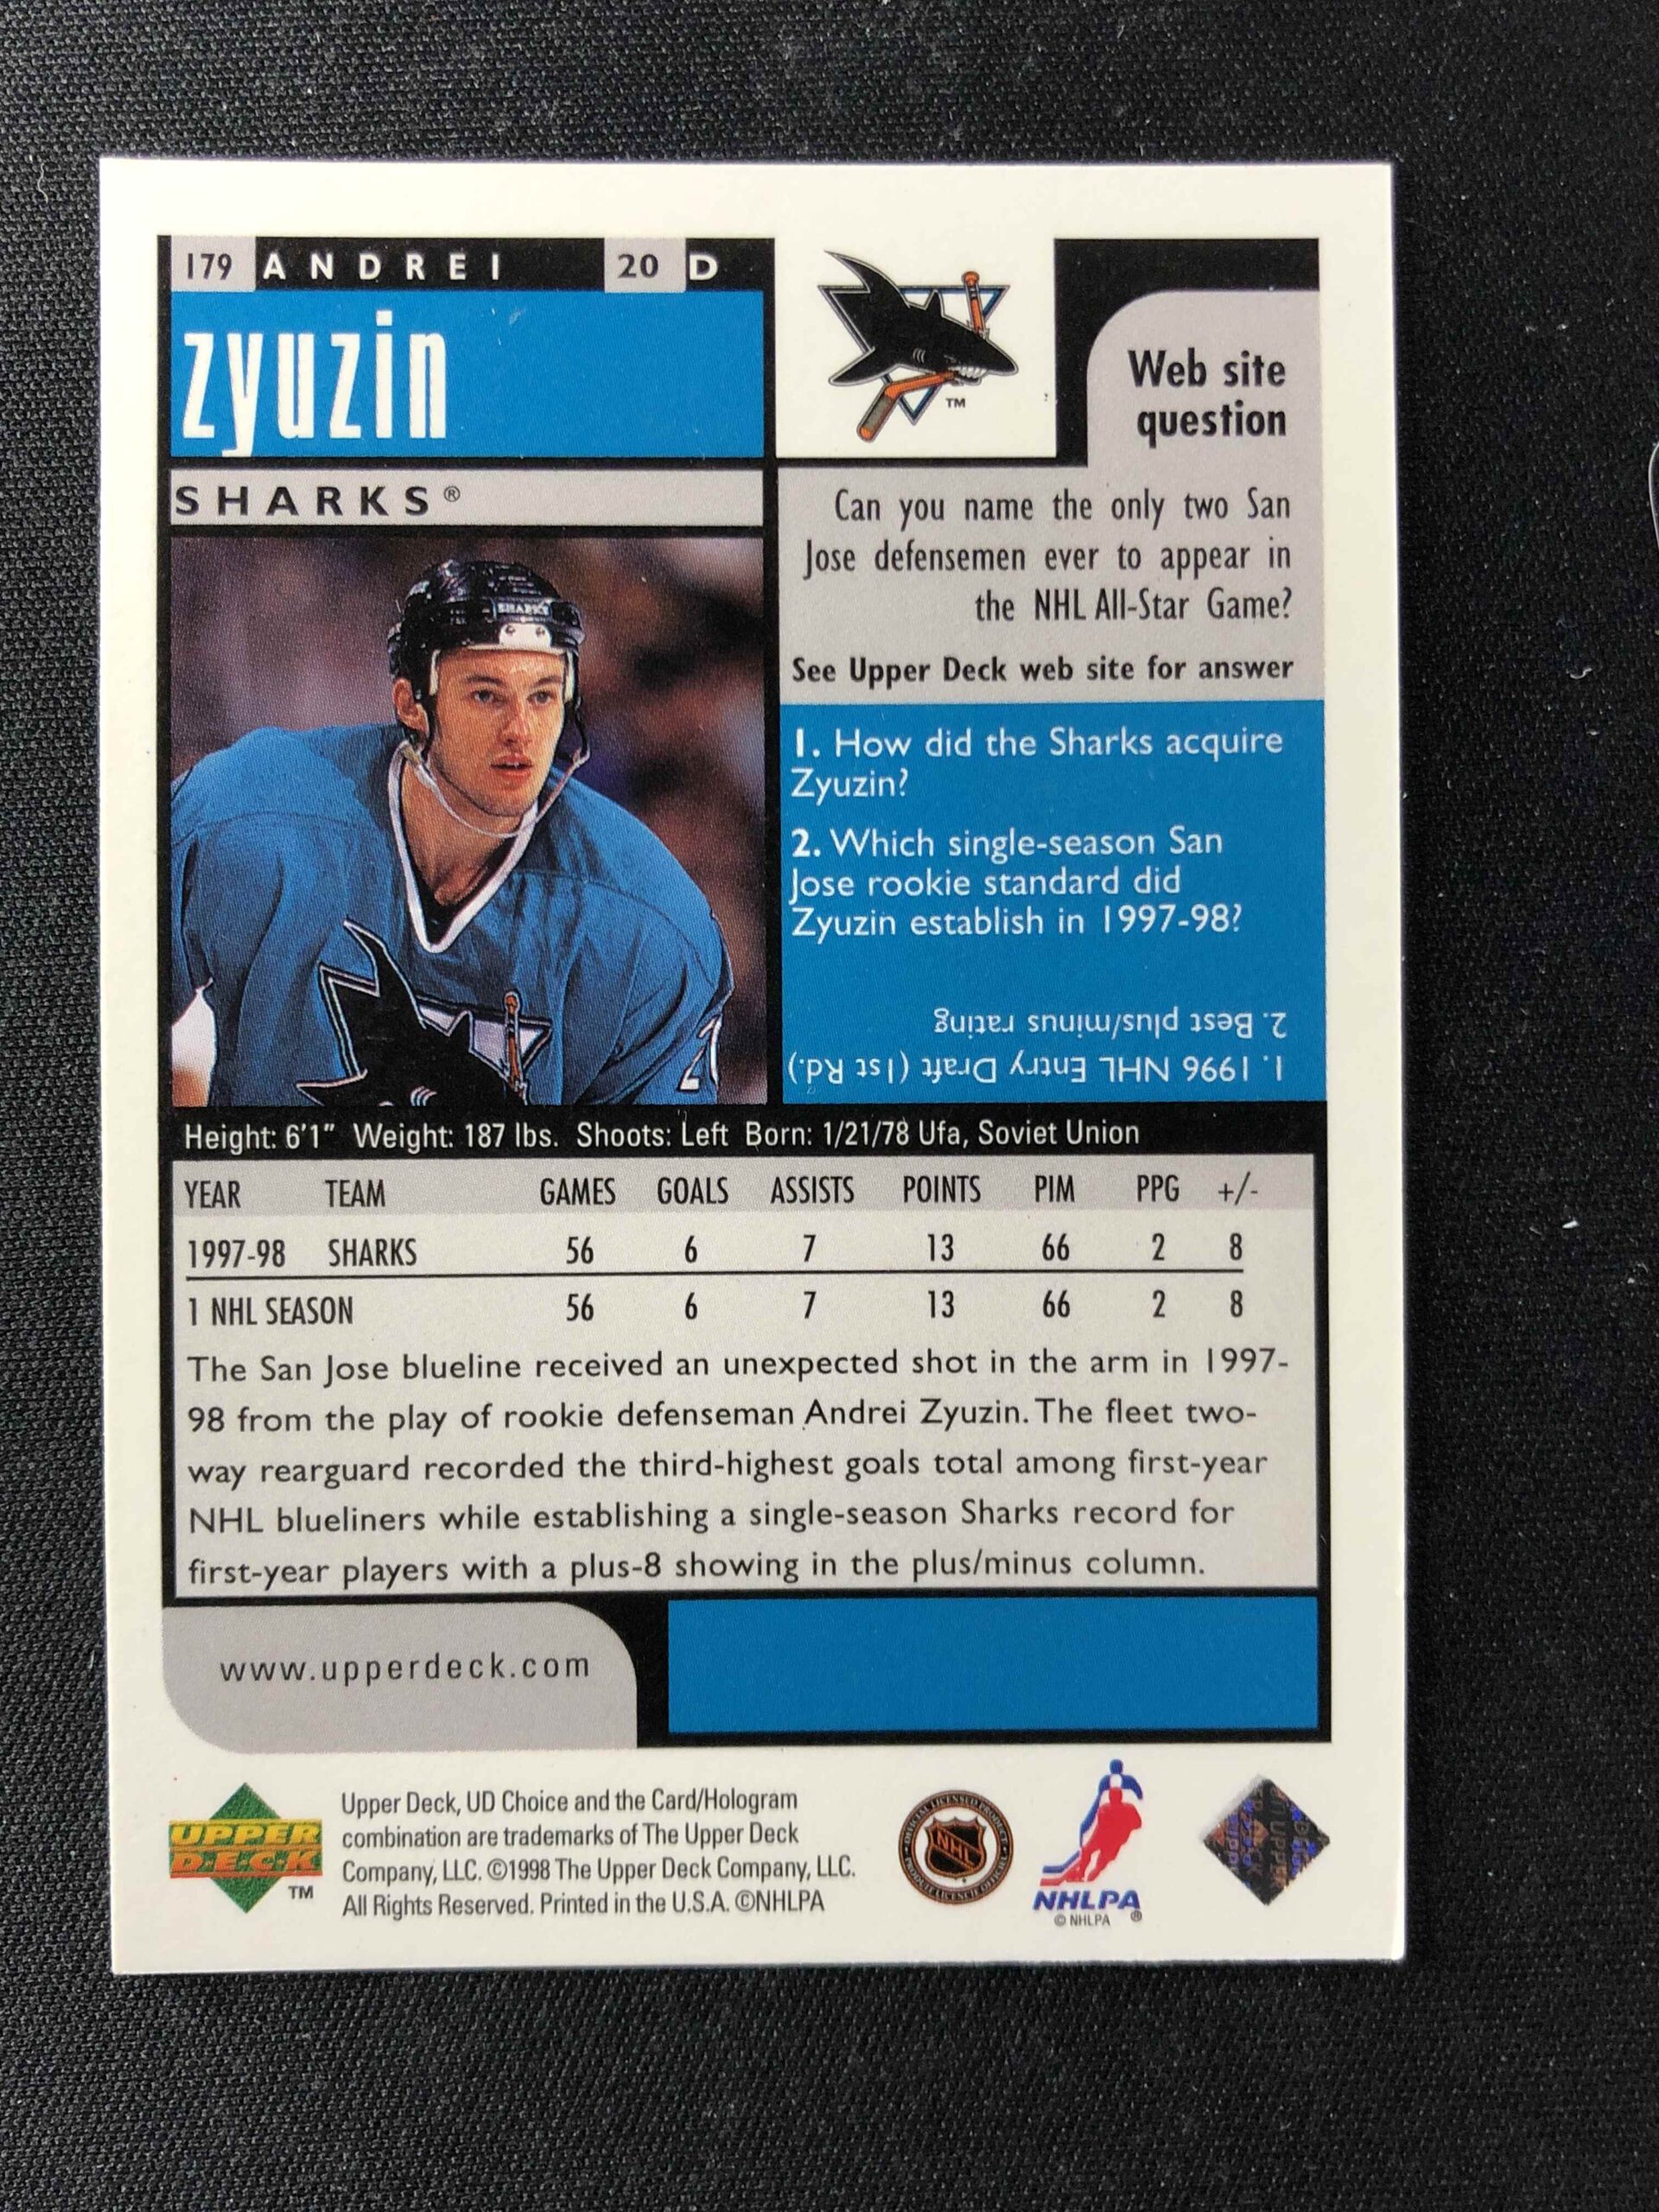 179 ANDREI 20 D
zyuzin
SHARKS®
TM
Web site
question
Can you name the only two San
Jose defensemen ever to appear in
the NHL All-Star Game?
See Upper Deck web site for answer
1. How did the Sharks acquire
Zyuzin?
2. Which single-season San
Jose rookie standard did
Zyuzin establish in 1997-98?
1. 1996 NHL Entry Draft (1st Rd.)
2. Best plus/minus rating
SHARKS
2
Height: 6'1" Weight: 187 lbs. Shoots: Left Born: 1/21/78 Ufa, Soviet Union
YEAR TEAM GAMES GOALS ASSISTS POINTS PIM PPG +/-
1997-98 SHARKS 56 6 7 13 66 2 8
1 NHL SEASON 56 6 7 13 66 2 8
The San Jose blueline received an unexpected shot in the arm in 1997-
98 from the play of rookie defenseman Andrei Zyuzin. The fleet two-
way rearguard recorded the third-highest goals total among first-year
NHL blueliners while establishing a single-season Sharks record for
first-year players with a plus-8 showing in the plus/minus column.
www.upperdeck.com
UPPER
DECK
TM
Upper Deck, UD Choice and the Card/Hologram
combination are trademarks of The Upper Deck
Company, LLC. ©1998 The Upper Deck Company, LLC.
All Rights Reserved. Printed in the U.S.A. ©NHLPA
OFFICIAL LICENSED PRODUCT
NHL
NHLPA
© NHLPA ®